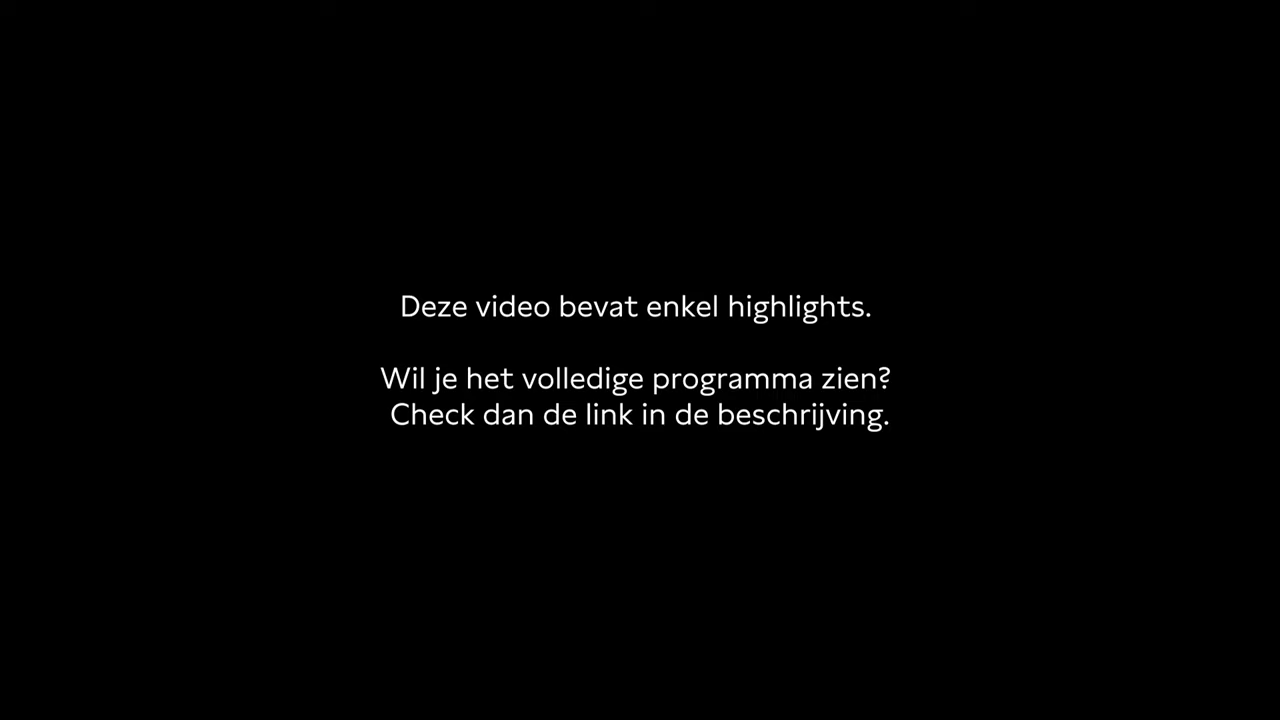 Deze video bevat enkel highlights.
Wil je het volledige programma zien?
Check dan de link in de beschrijving.